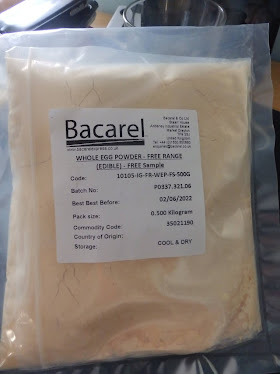 Bacarel
WHOLE EGG POWDER - FREE RANGE
(EDIBLE) - FREE Sample
Code: 10105-IG-FR-WEP-FS-500G
Batch No: P0337.321.06
Best Best Before: 02/06/2022
Pack size: 0.500 Kilogram
Commodity Code: 35021190
Country of Origin:
Storage: COOL & DRY